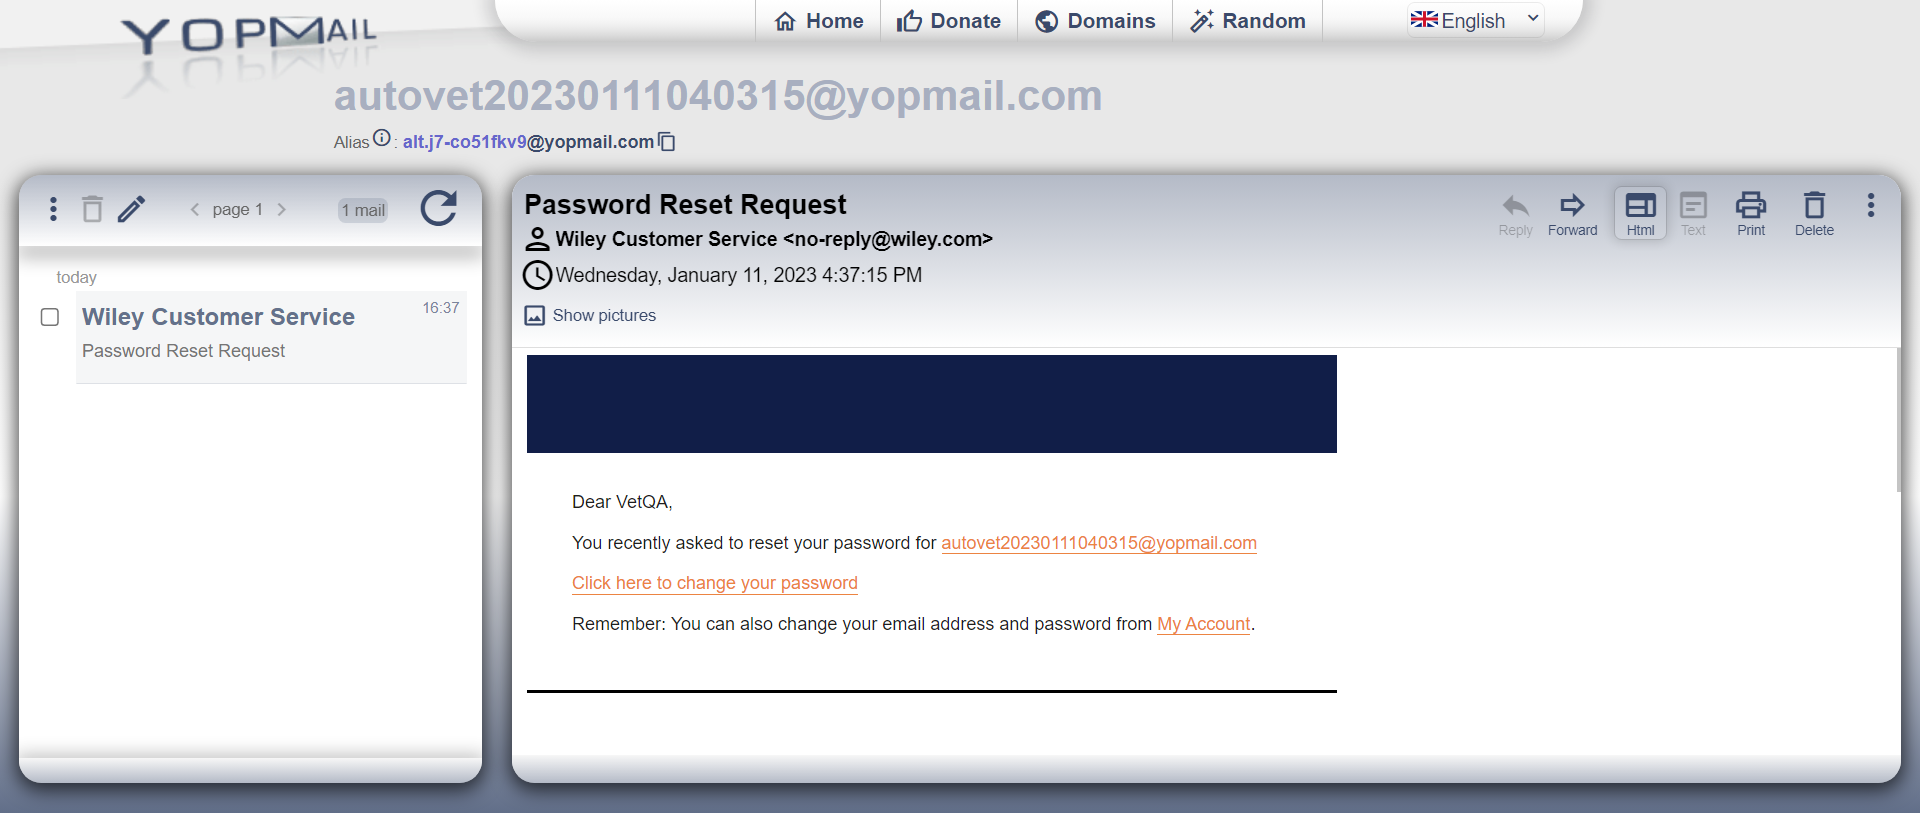 YOPMAIL
Home
Donate
Domains
Random
English
autovet20230111040315@yopmail.com
Alias : alt.j7-co51fkv9@yopmail.com
page 1
1 mail
today
Wiley Customer Service
16:37
Password Reset Request
Password Reset Request
Wiley Customer Service <no-reply@wiley.com>
Wednesday, January 11, 2023 4:37:15 PM
Show pictures
Reply
Forward
Html
Text
Print
Delete
Dear VetQA,
You recently asked to reset your password for autovet20230111040315@yopmail.com
Click here to change your password
Remember: You can also change your email address and password from My Account.